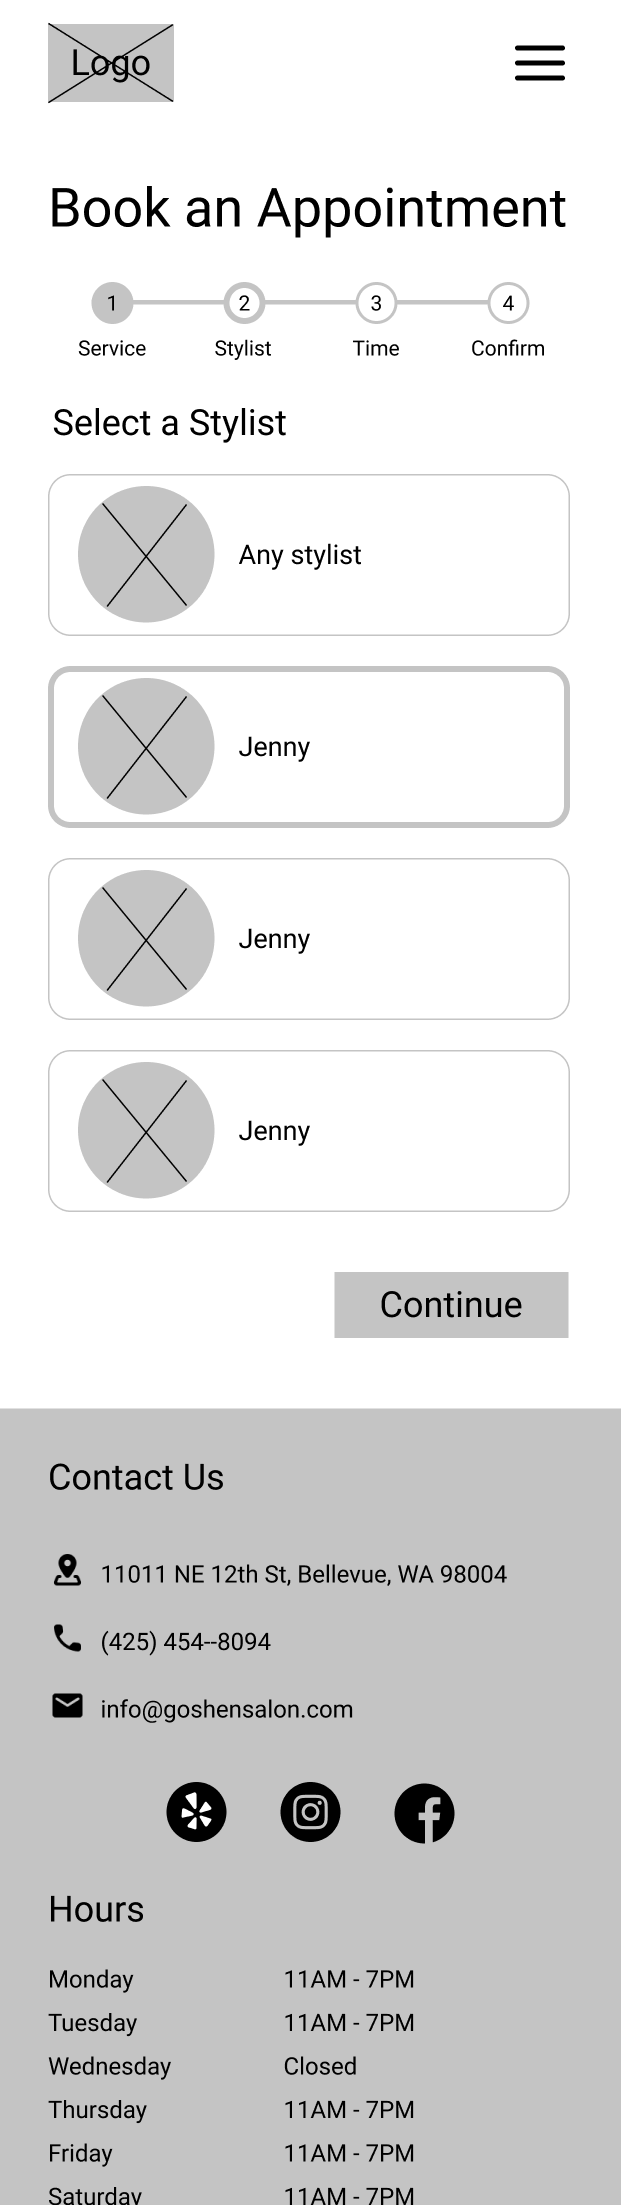 Logo
Book an Appointment
1 2 3 4
Service Stylist Time Confirm
Select a Stylist
Any stylist
Jenny
Jenny
Jenny
Continue
Contact Us
11011 NE 12th St, Bellevue, WA 98004
(425) 454--8094
info@goshensalon.com
Hours
Monday 11AM - 7PM
Tuesday 11AM - 7PM
Wednesday Closed
Thursday 11AM - 7PM
Friday 11AM - 7PM
Saturday 11AM - 7PM